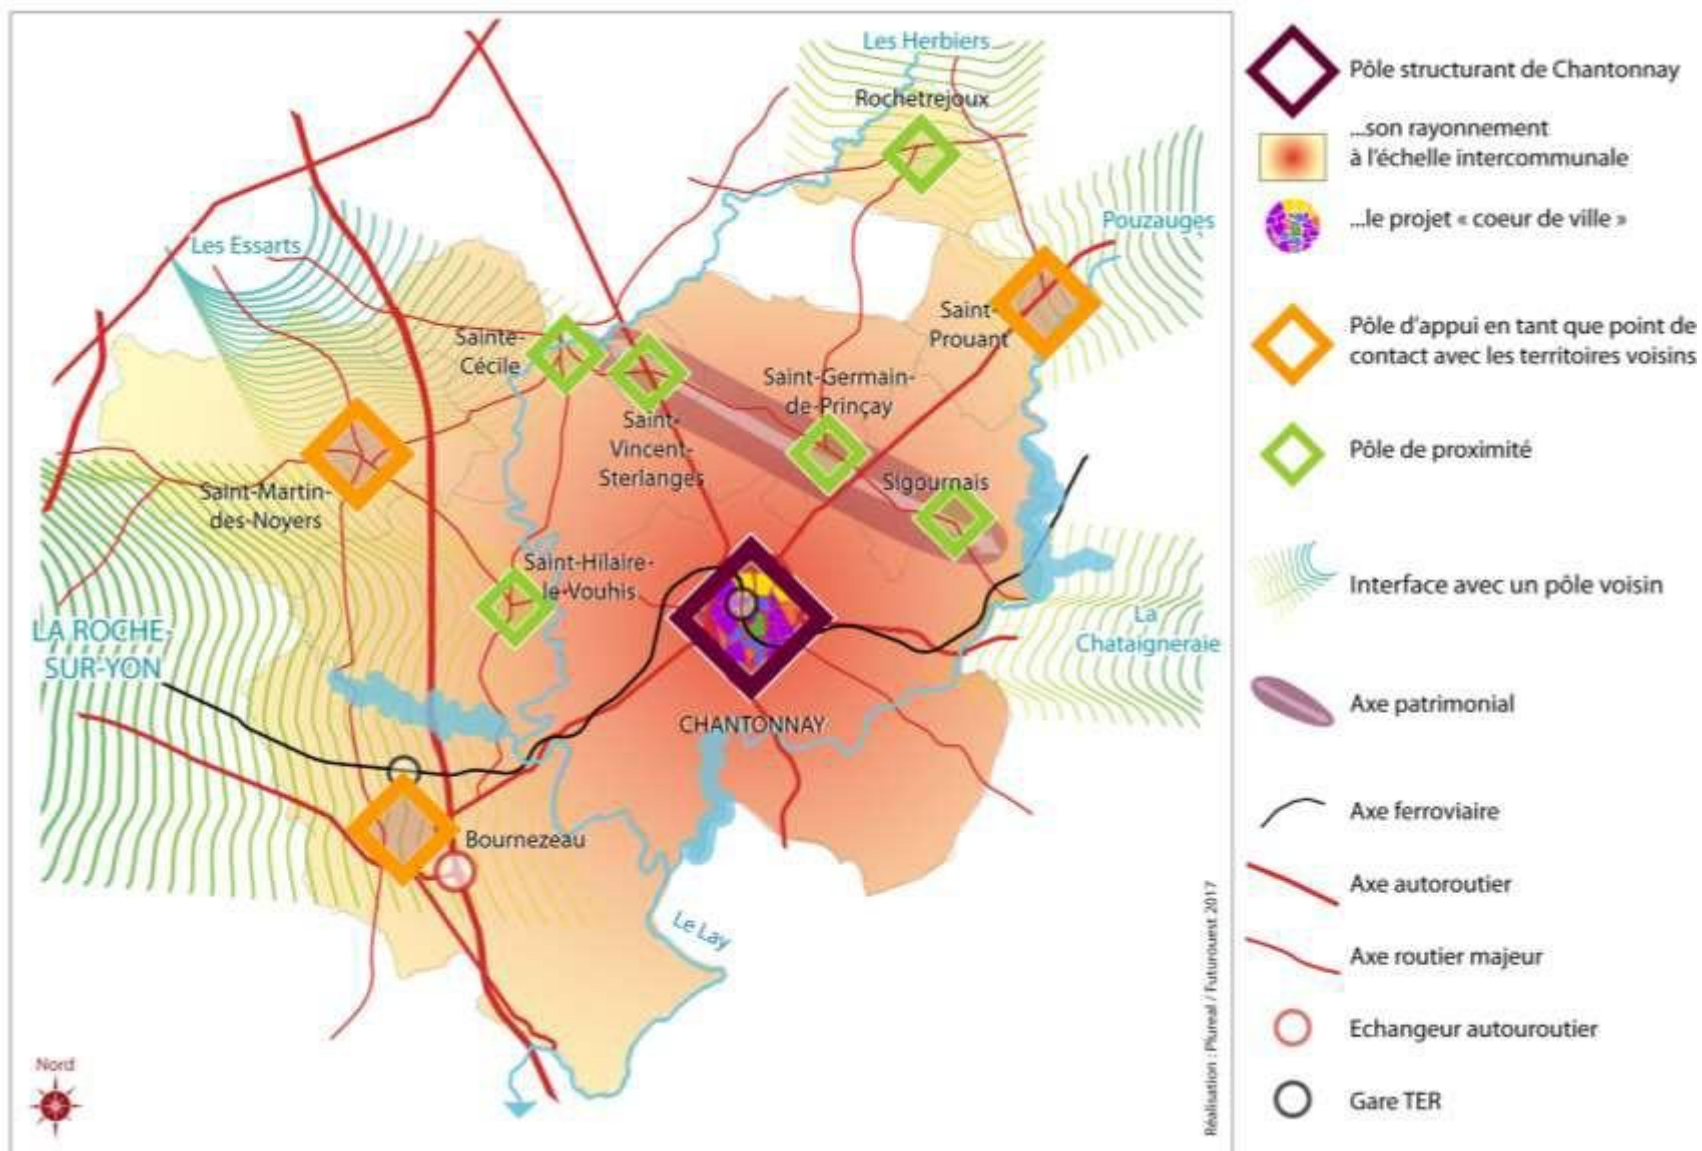 Les Herbiers
Rochetrejoux
Pouzauges
Les Essarts
Saint-
Prouant
Sainte-
Cécile
Saint-Germain-
de-Prinçay
Saint-
Vincent-
Sterlanges
Sigournais
Saint-Martin-
des-Noyers
Saint-Hilaire-
le-Vouhis
LA ROCHE-
SUR-YON
La
Chataigneraie
CHANTONNAY
Bournezeau
Le Lay
Nord
Réalisation : Plureal / Futurouest 2017
Pôle structurant de Chantonnay
...son rayonnement
à l'échelle intercommunale
...le projet « coeur de ville »
Pôle d'appui en tant que point de
contact avec les territoires voisins
Pôle de proximité
Interface avec un pôle voisin
Axe patrimonial
Axe ferroviaire
Axe autoroutier
Axe routier majeur
Echangeur autouroutier
Gare TER